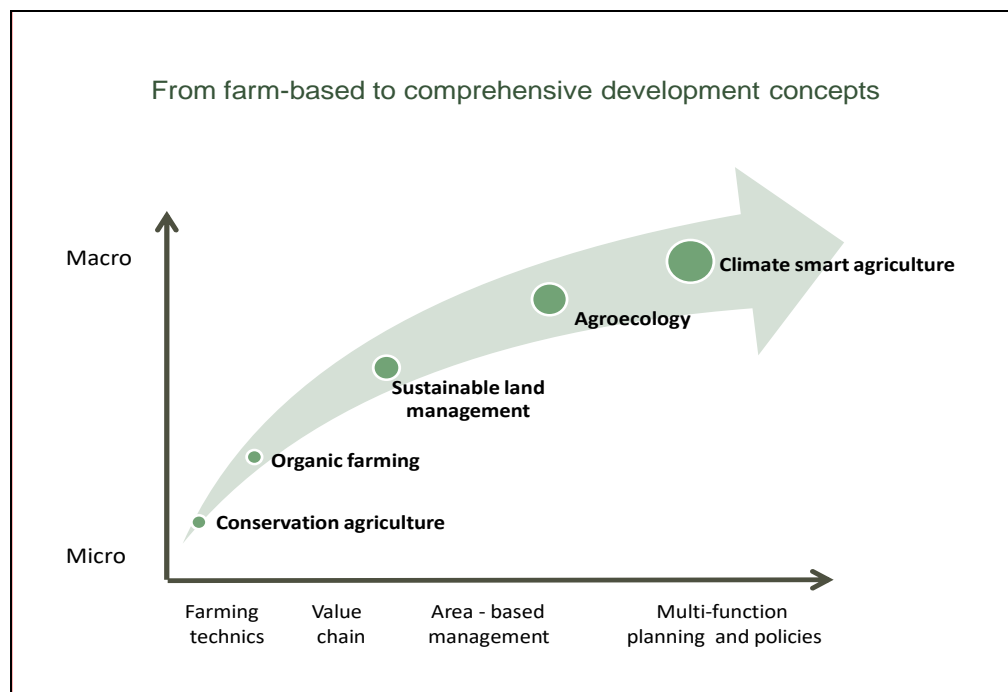 From farm-based to comprehensive development concepts
Macro
Climate smart agriculture
Agroecology
Sustainable land
management
Organic farming
Conservation agriculture
Micro
Farming
technics
Value
chain
Area - based
management
Multi-function
planning and policies